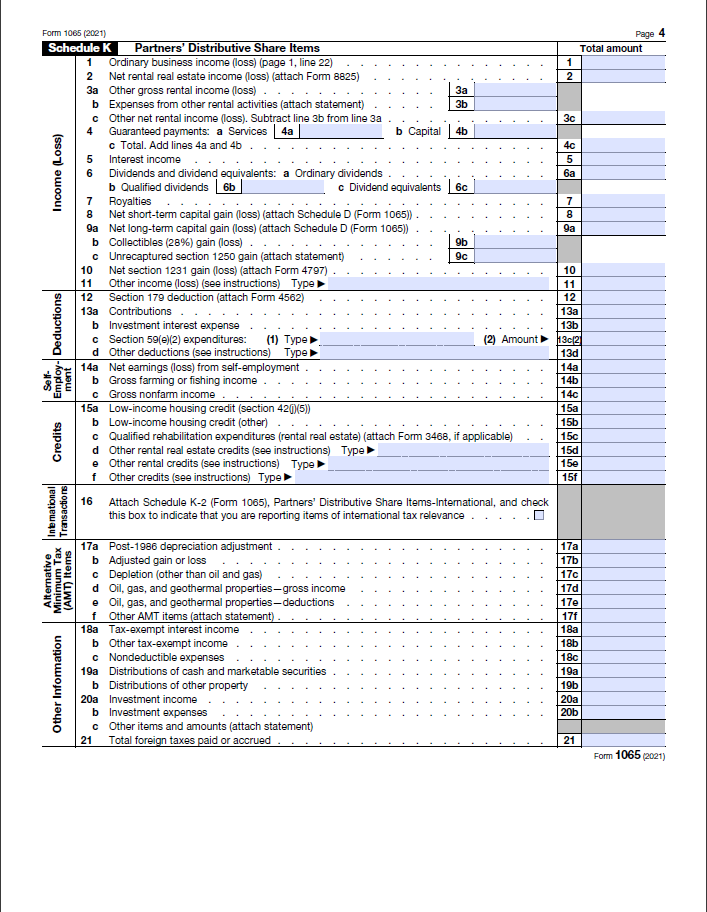 Form 1065 (2021) Page 4
Schedule K Partners' Distributive Share Items Total amount
Income (Loss)
1 Ordinary business income (loss) (page 1, line 22) . . . . . . . . . . . . . 1
2 Net rental real estate income (loss) (attach Form 8825) . . . . . . . . . . . . 2
3a Other gross rental income (loss) . . . . . . . . 3a
b Expenses from other rental activities (attach statement) . . . . 3b
c Other net rental income (loss). Subtract line 3b from line 3a . . . . . . . . . . . 3c
4 Guaranteed payments: a Services 4a b Capital 4b
c Total. Add lines 4a and 4b . . . . . . . . . . . . . . . . 4c
5 Interest income . . . . . . . . . . . . . . . . . . . 5
6 Dividends and dividend equivalents: a Ordinary dividends . . . . . . . . . . . 6a
b Qualified dividends 6b c Dividend equivalents 6c
7 Royalties . . . . . . . . . . . . . . . . . . . . 7
8 Net short-term capital gain (loss) (attach Schedule D (Form 1065)) . . . . . . . . . . 8
9a Net long-term capital gain (loss) (attach Schedule D (Form 1065)) . . . . . . . . . . 9a
b Collectibles (28%) gain (loss) . . . . . . . . . 9b
c Unrecaptured section 1250 gain (attach statement) . . . . . 9c
10 Net section 1231 gain (loss) (attach Form 4797) . . . . . . . . . . . . . 10
11 Other income (loss) (see instructions) Type ▶ 11
Deductions
12 Section 179 deduction (attach Form 4562) . . . . . . . . . . . . . . 12
13a Contributions . . . . . . . . . . . . . . . . . . . 13a
b Investment interest expense . . . . . . . . . . . . . . . . 13b
c Section 59(e)(2) expenditures: (1) Type ▶ (2) Amount ▶ 13c(2)
d Other deductions (see instructions) Type ▶ 13d
Self-Employ-ment
14a Net earnings (loss) from self-employment . . . . . . . . . . . . . . 14a
b Gross farming or fishing income . . . . . . . . . . . . . . . 14b
c Gross nonfarm income . . . . . . . . . . . . . . . . . 14c
Credits
15a Low-income housing credit (section 42(j)(5)) . . . . . . . . . . . . . 15a
b Low-income housing credit (other) . . . . . . . . . . . . . . . 15b
c Qualified rehabilitation expenditures (rental real estate) (attach Form 3468, if applicable) . . 15c
d Other rental real estate credits (see instructions) Type ▶ 15d
e Other rental credits (see instructions) Type ▶ 15e
f Other credits (see instructions) Type ▶ 15f
International Transactions
16 Attach Schedule K-2 (Form 1065), Partners' Distributive Share Items-International, and check
this box to indicate that you are reporting items of international tax relevance . . . . .
Alternative Minimum Tax (AMT) Items
17a Post-1986 depreciation adjustment . . . . . . . . . . . . . . . 17a
b Adjusted gain or loss . . . . . . . . . . . . . . . . . 17b
c Depletion (other than oil and gas) . . . . . . . . . . . . . . . 17c
d Oil, gas, and geothermal properties—gross income . . . . . . . . . . . . 17d
e Oil, gas, and geothermal properties—deductions . . . . . . . . . . . . 17e
f Other AMT items (attach statement) . . . . . . . . . . . . . . . 17f
Other Information
18a Tax-exempt interest income . . . . . . . . . . . . . . . . 18a
b Other tax-exempt income . . . . . . . . . . . . . . . . . 18b
c Nondeductible expenses . . . . . . . . . . . . . . . . . 18c
19a Distributions of cash and marketable securities . . . . . . . . . . . . . 19a
b Distributions of other property . . . . . . . . . . . . . . . 19b
20a Investment income . . . . . . . . . . . . . . . . . . 20a
b Investment expenses . . . . . . . . . . . . . . . . . 20b
c Other items and amounts (attach statement)
21 Total foreign taxes paid or accrued . . . . . . . . . . . . . . . 21
Form 1065 (2021)